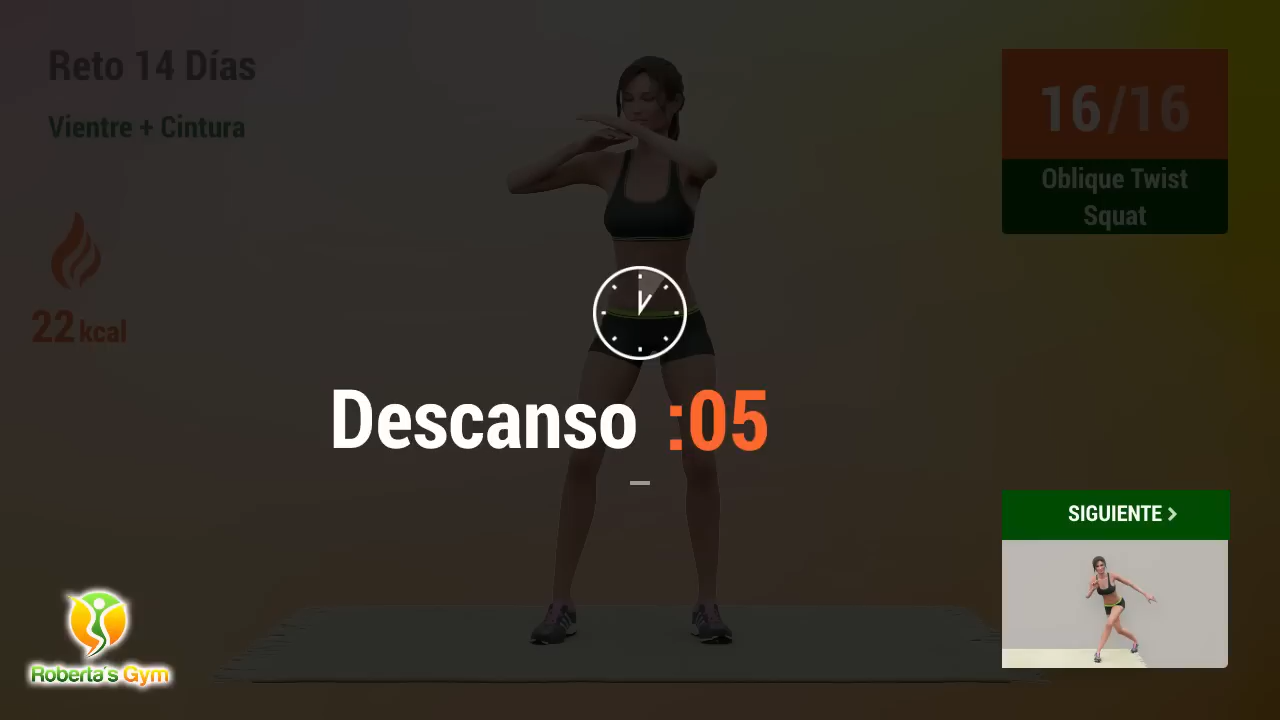 Reto 14 Días
Vientre + Cintura
16/16
Oblique Twist
Squat
22 kcal
Descanso :05
SIGUIENTE >
Roberta's Gym